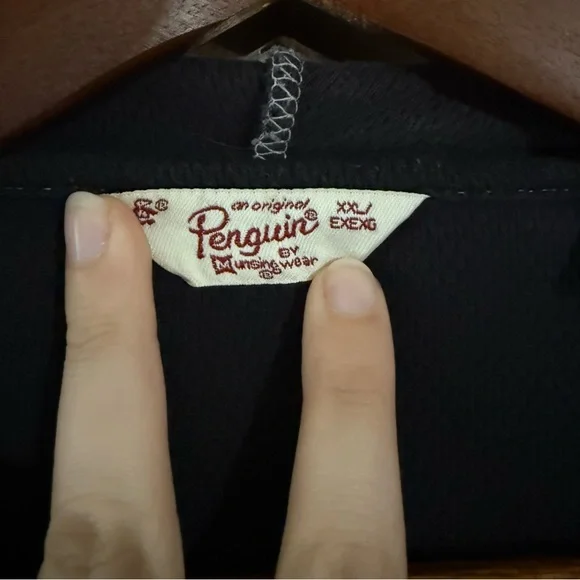 an original
Penguin®
BY
Munsingwear
®
XXL/
EXEXG
®